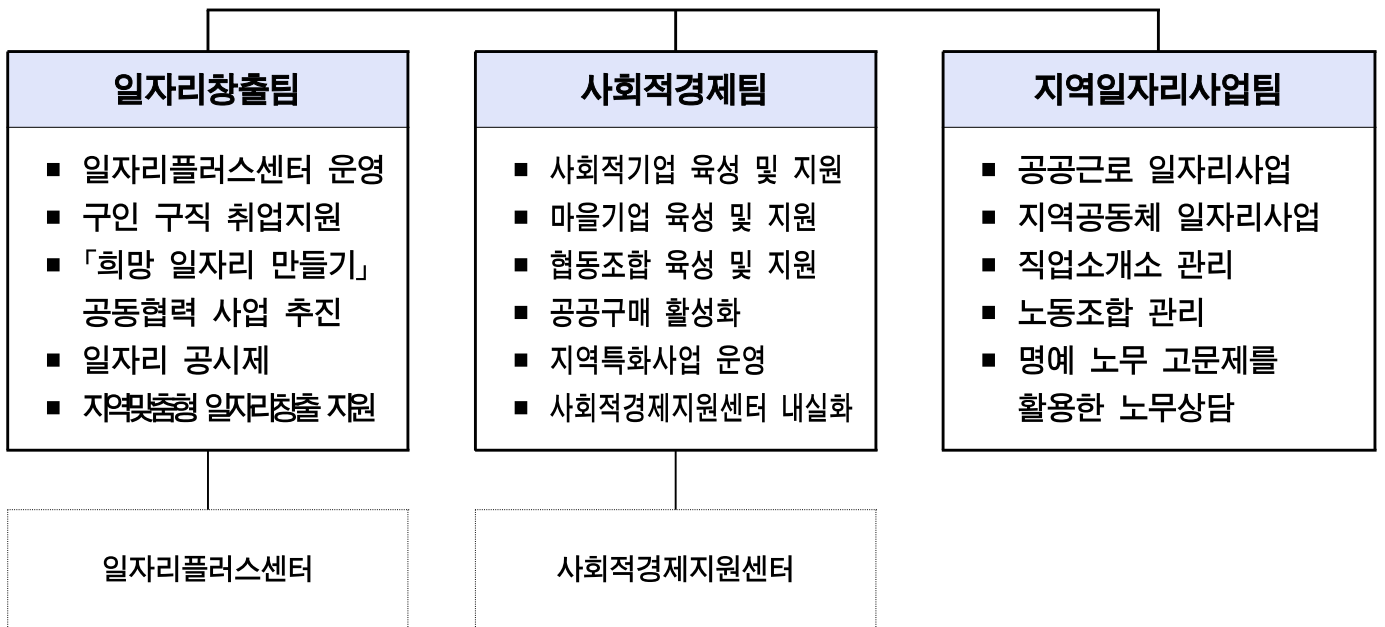 일자리창출팀
■ 일자리플러스센터 운영
■ 구인 구직 취업지원
■ 「희망 일자리 만들기」
공동협력 사업 추진
■ 일자리 공시제
■ 지역맞춤형 일자리창출 지원
일자리플러스센터
사회적경제팀
■ 사회적기업 육성 및 지원
■ 마을기업 육성 및 지원
■ 협동조합 육성 및 지원
■ 공공구매 활성화
■ 지역특화사업 운영
■ 사회적경제지원센터 내실화
사회적경제지원센터
지역일자리사업팀
■ 공공근로 일자리사업
■ 지역공동체 일자리사업
■ 직업소개소 관리
■ 노동조합 관리
■ 명예 노무 고문제를
활용한 노무상담